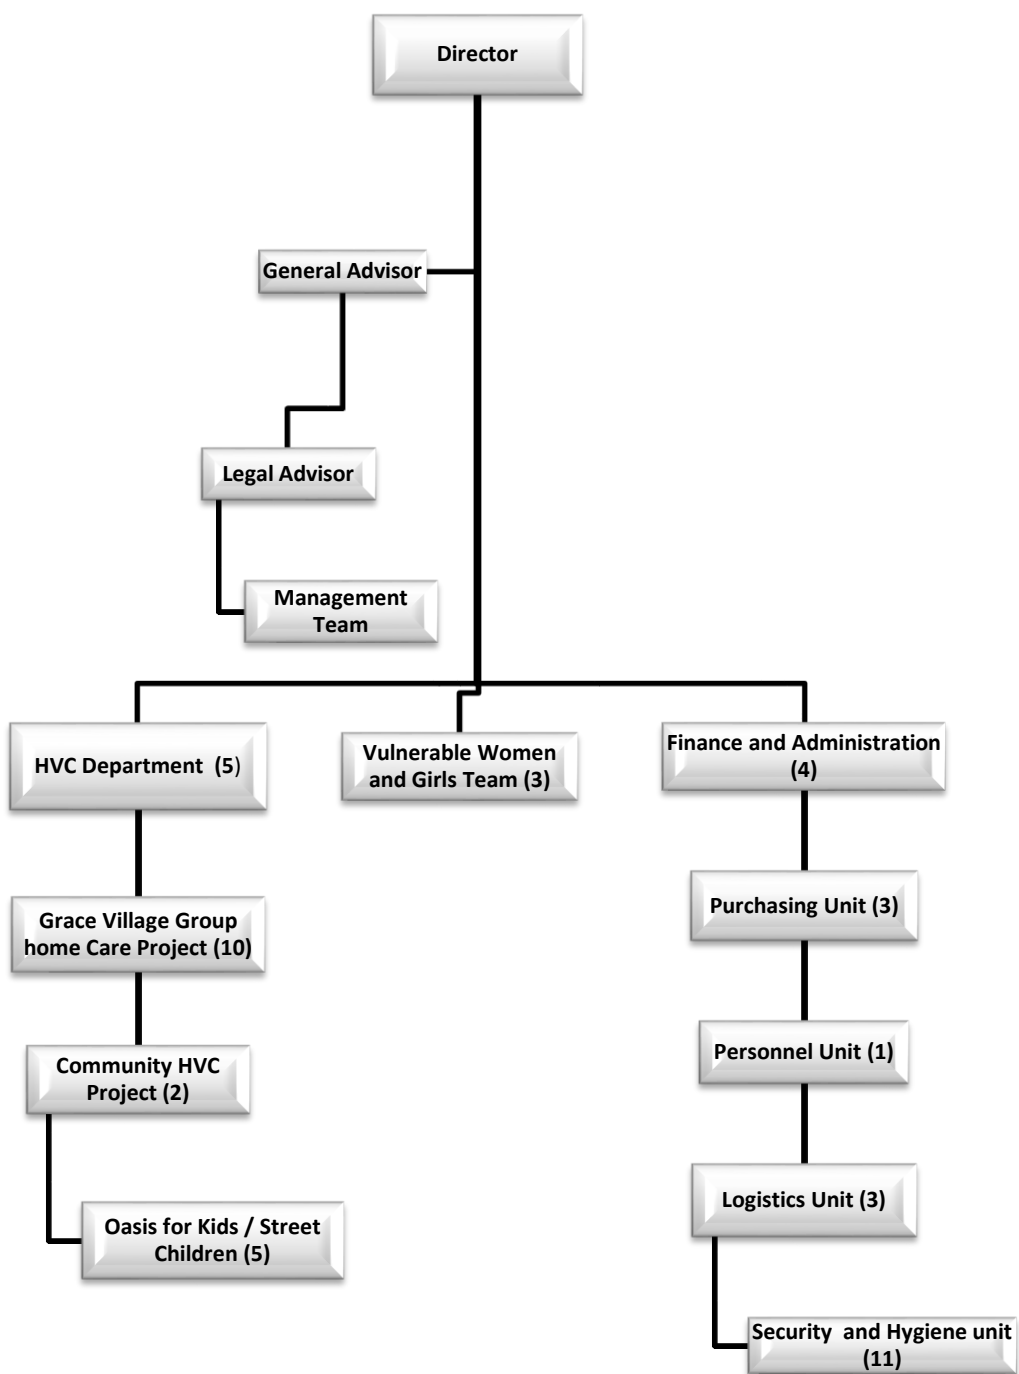 Director
General Advisor
Legal Advisor
Management
Team
HVC Department  (5)
Vulnerable Women
and Girls Team (3)
Finance and Administration
(4)
Grace Village Group
home Care Project (10)
Purchasing Unit (3)
Community HVC
Project (2)
Personnel Unit (1)
Oasis for Kids / Street
Children (5)
Logistics Unit (3)
Security  and Hygiene unit
(11)